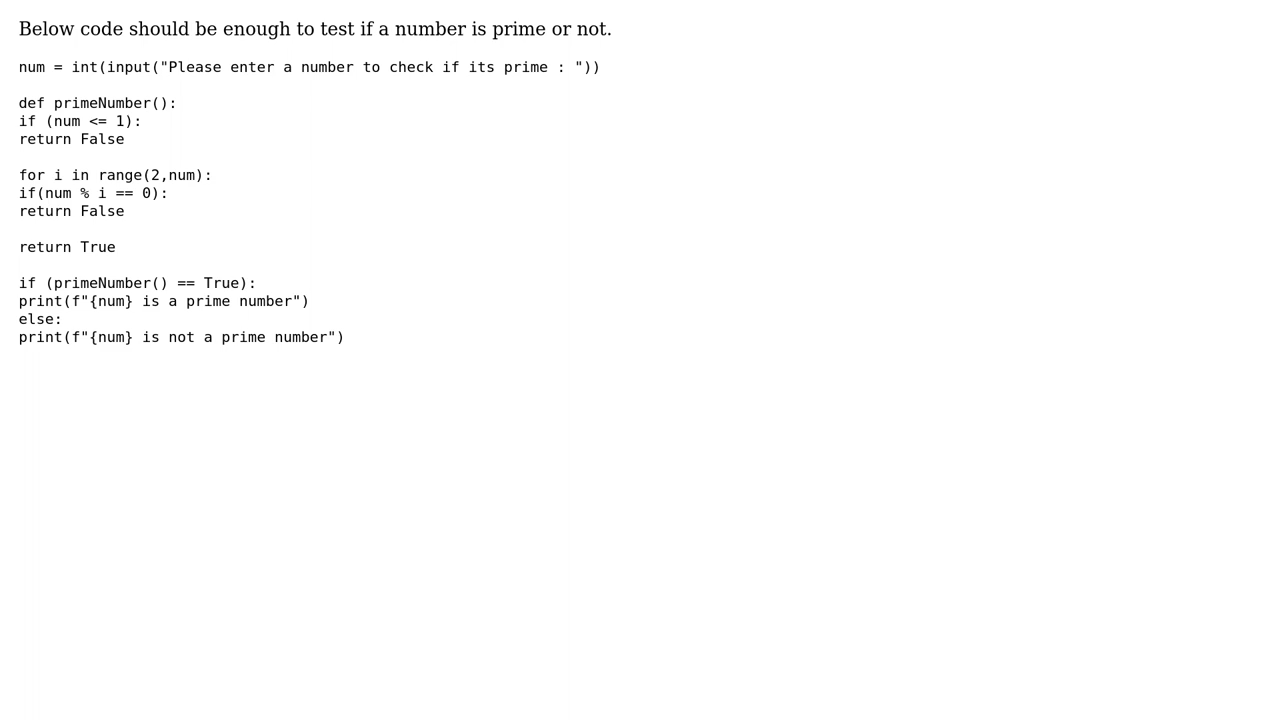 Below code should be enough to test if a number is prime or not.
num = int(input("Please enter a number to check if its prime : "))
def primeNumber():
if (num <= 1):
return False
for i in range(2,num):
if(num % i == 0):
return False
return True
if (primeNumber() == True):
print(f"{num} is a prime number")
else:
print(f"{num} is not a prime number")